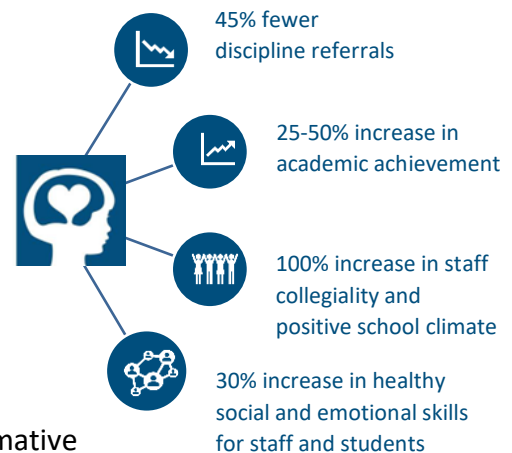 45% fewer
discipline referrals
25-50% increase in
academic achievement
100% increase in staff
collegiality and
positive school climate
30% increase in healthy
social and emotional skills
for staff and students
mative